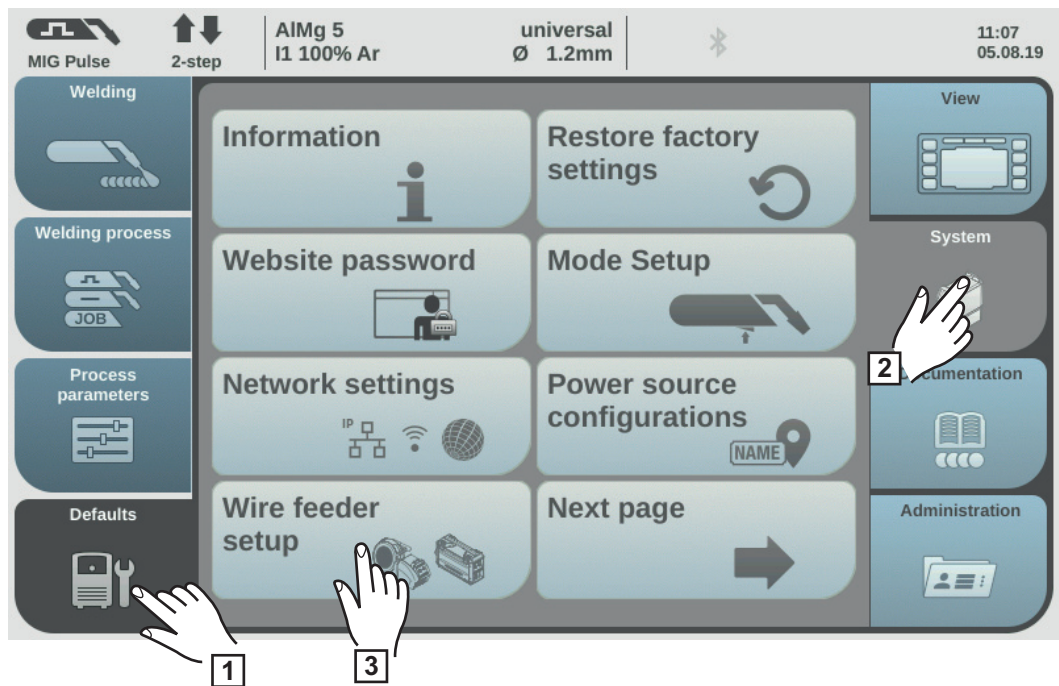 MIG Pulse
2-step
AlMg 5
I1 100% Ar
universal
Ø 1.2mm
11:07
05.08.19
Welding
Welding process
JOB
Process
parameters
Defaults
Information
Restore factory
settings
Website password
Mode Setup
Network settings
IP
Power source
configurations
NAME
Wire feeder
setup
Next page
View
System
Documentation
Administration
1
2
3